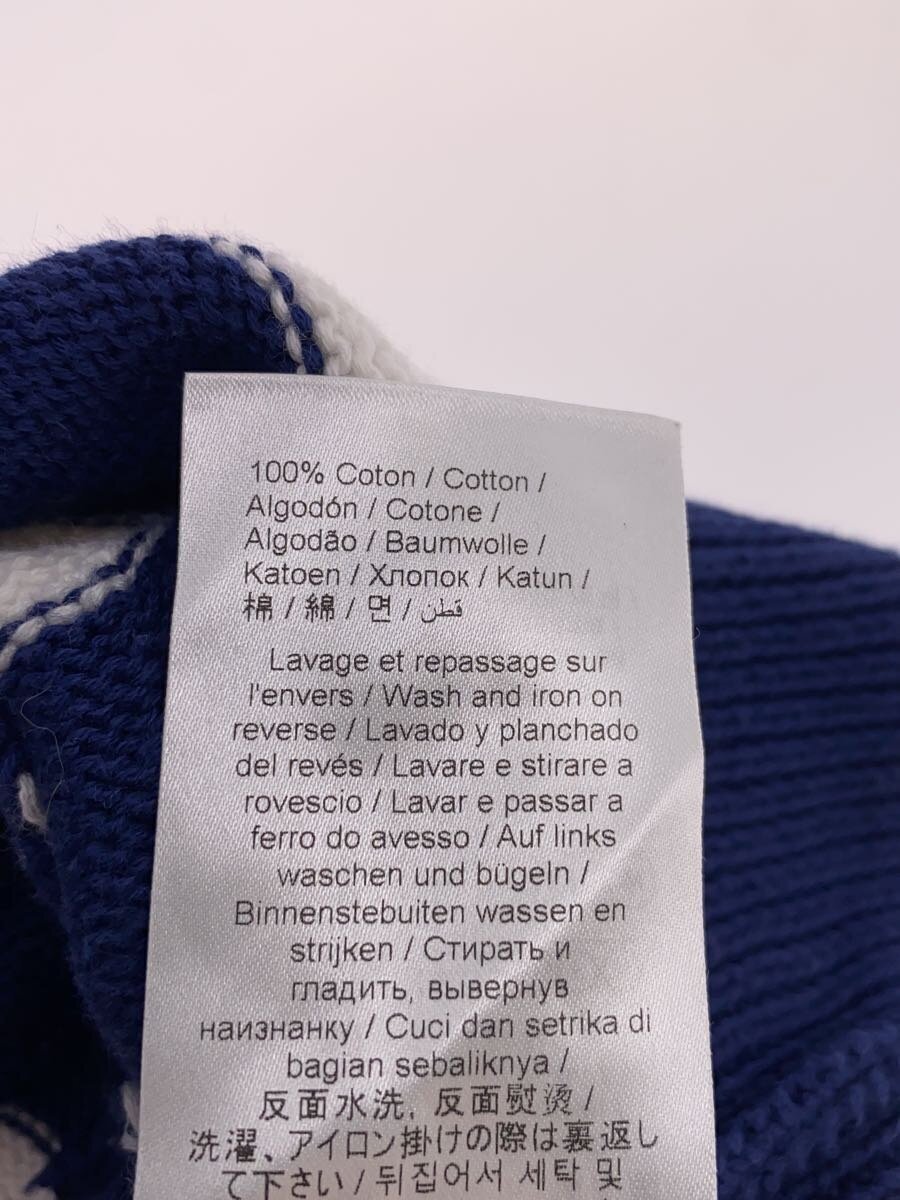 100% Coton / Cotton /
Algodón / Cotone /
Algodão / Baumwolle /
Katoen / Хлопок / Katun /
棉 / 綿 / 면 / قطن
Lavage et repassage sur
l'envers / Wash and iron on
reverse / Lavado y planchado
del revés / Lavare e stirare a
rovescio / Lavar e passar a
ferro do avesso / Auf links
waschen und bügeln /
Binnenstebuiten wassen en
strijken / Стирать и
гладить, вывернув
наизнанку / Cuci dan setrika di
bagian sebaliknya /
反面水洗, 反面熨烫 /
洗濯、アイロン掛けの際は裏返し
て下さい / 뒤집어서 세탁 및